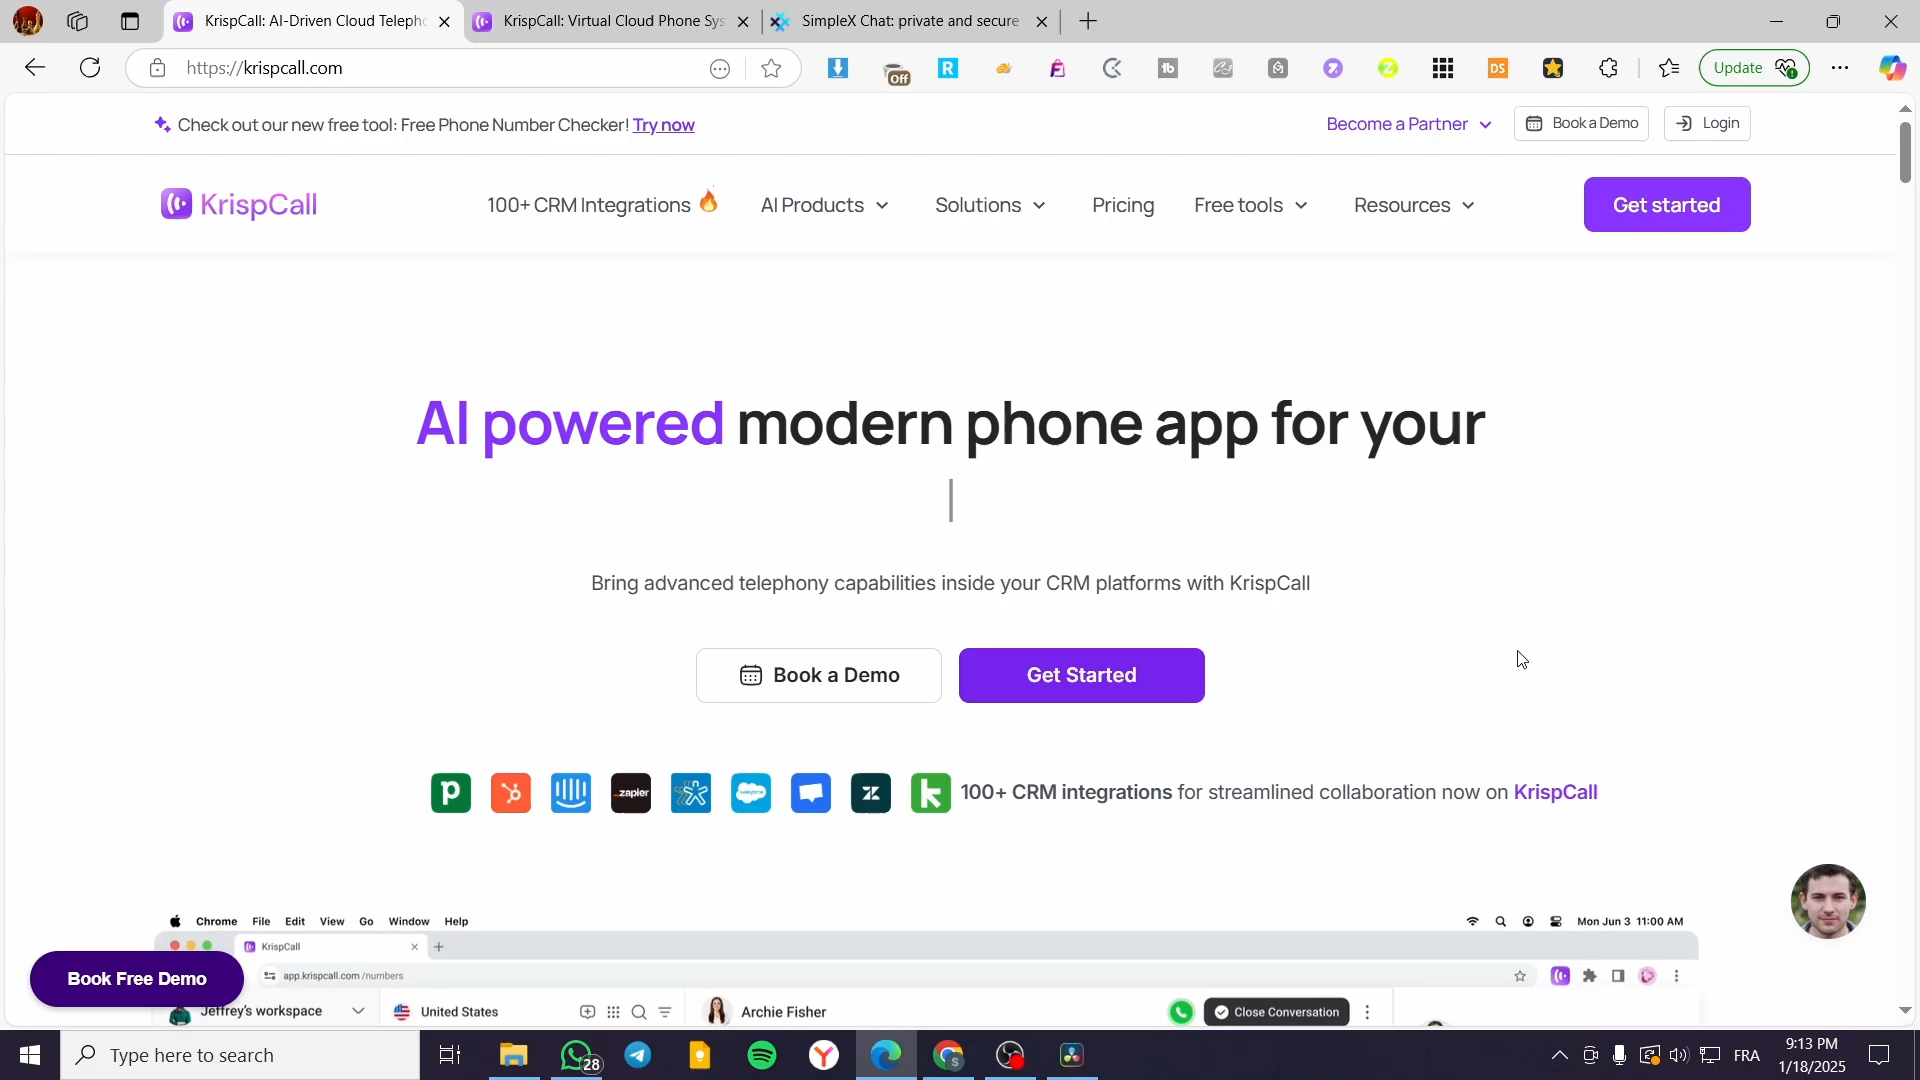 KrispCall: AI-Driven Cloud Telepho
KrispCall: Virtual Cloud Phone Sys
SimpleX Chat: private and secure
https://krispcall.com
Off
R
1b
DS
Update
Check out our new free tool: Free Phone Number Checker! Try now
Become a Partner
Book a Demo
Login
KrispCall
100+ CRM Integrations
AI Products
Solutions
Pricing
Free tools
Resources
Get started
AI powered modern phone app for your
Bring advanced telephony capabilities inside your CRM platforms with KrispCall
Book a Demo
Get Started
zapier
salesforce
100+ CRM integrations for streamlined collaboration now on KrispCall
Chrome File Edit View Go Window Help
Mon Jun 3 11:00 AM
KrispCall
app.krispcall.com/numbers
Book Free Demo
Jeffrey's workspace
United States
Archie Fisher
Close Conversation
Type here to search
28
S
FRA
9:13 PM
1/18/2025